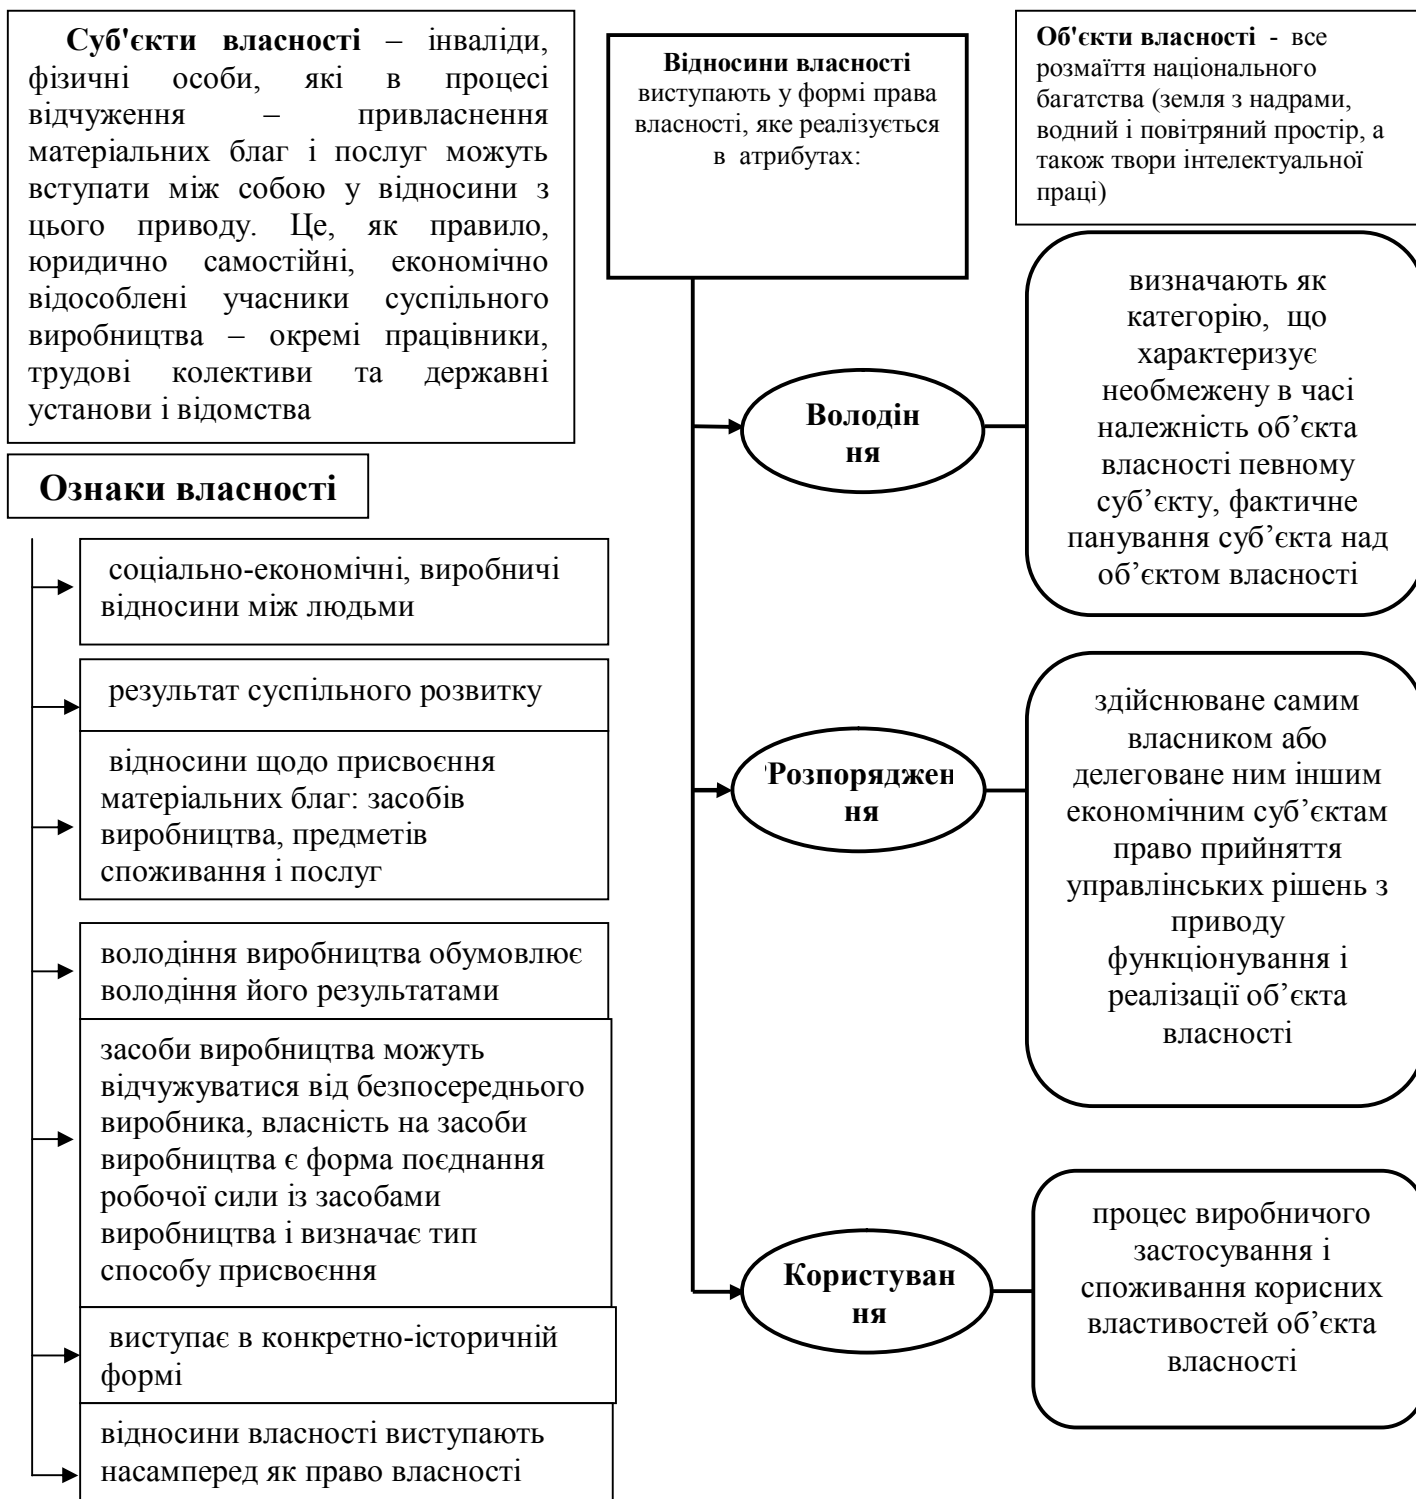 Суб'єкти власності – інваліди,
фізичні особи, які в процесі
відчуження – привласнення
матеріальних благ і послуг можуть
вступати між собою у відносини з
цього приводу. Це, як правило,
юридично самостійні, економічно
відособлені учасники суспільного
виробництва – окремі працівники,
трудові колективи та державні
установи і відомства
Ознаки власності
соціально-економічні, виробничі
відносини між людьми
результат суспільного розвитку
відносини щодо присвоєння
матеріальних благ: засобів
виробництва, предметів
споживання і послуг
володіння виробництва обумовлює
володіння його результатами
засоби виробництва можуть
відчужуватися від безпосереднього
виробника, власність на засоби
виробництва є форма поєднання
робочої сили із засобами
виробництва і визначає тип
способу присвоєння
виступає в конкретно-історичній
формі
відносини власності виступають
насамперед як право власності
Відносини власності
виступають у формі права
власності, яке реалізується
в атрибутах:
Володін
ня
Розпоряджен
ня
Користуван
ня
Об'єкти власності - все
розмаїття національного
багатства (земля з надрами,
водний і повітряний простір, а
також твори інтелектуальної
праці)
визначають як
категорію, що
характеризує
необмежену в часі
належність об’єкта
власності певному
суб’єкту, фактичне
панування суб’єкта над
об’єктом власності
здійснюване самим
власником або
делеговане ним іншим
економічним суб’єктам
право прийняття
управлінських рішень з
приводу
функціонування і
реалізації об’єкта
власності
процес виробничого
застосування і
споживання корисних
властивостей об’єкта
власності